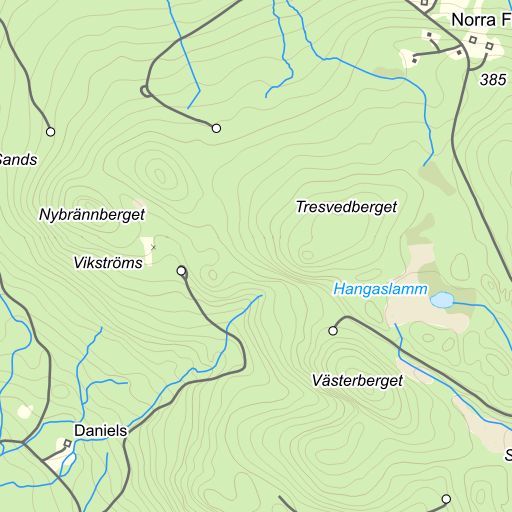 Norra F
385
Sands
Nybrännberget
Tresvedberget
Vikströms
Hangaslamm
Västerberget
Daniels
S